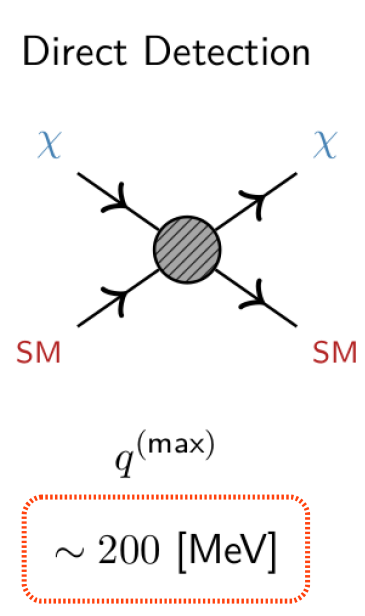 Direct Detection
χ χ
SM SM
q^(max)
∼ 200 [MeV]